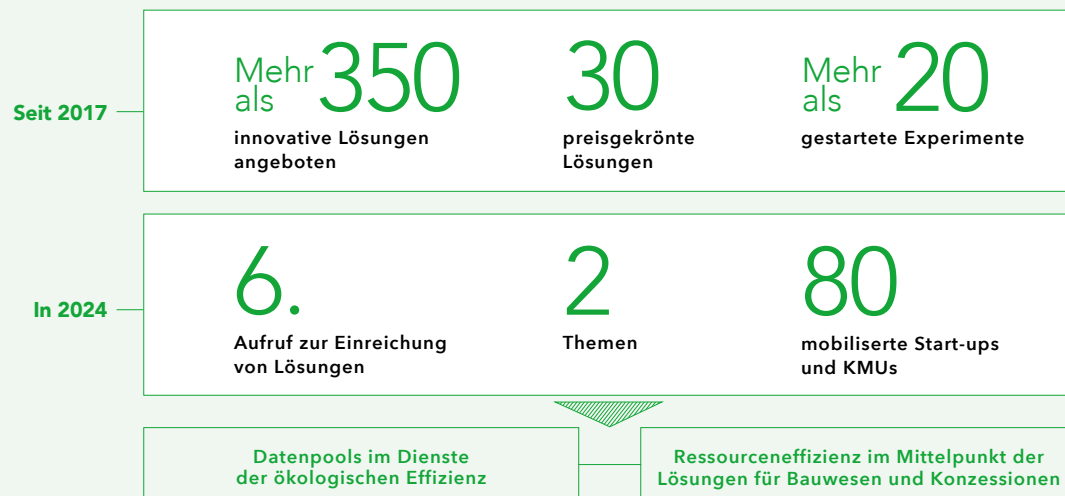 Seit 2017
Mehr als 350
innovative Lösungen
angeboten
30
preisgekrönte
Lösungen
Mehr als 20
gestartete Experimente
In 2024
6.
Aufruf zur Einreichung
von Lösungen
2
Themen
80
mobiliserte Start-ups
und KMUs
Datenpools im Dienste
der ökologischen Effizienz
Ressourceneffizienz im Mittelpunkt der
Lösungen für Bauwesen und Konzessionen